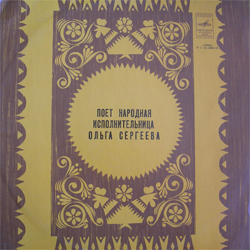 ПОЕТ НАРОДНАЯ
ИСПОЛНИТЕЛЬНИЦА
ОЛЬГА СЕРГЕЕВА